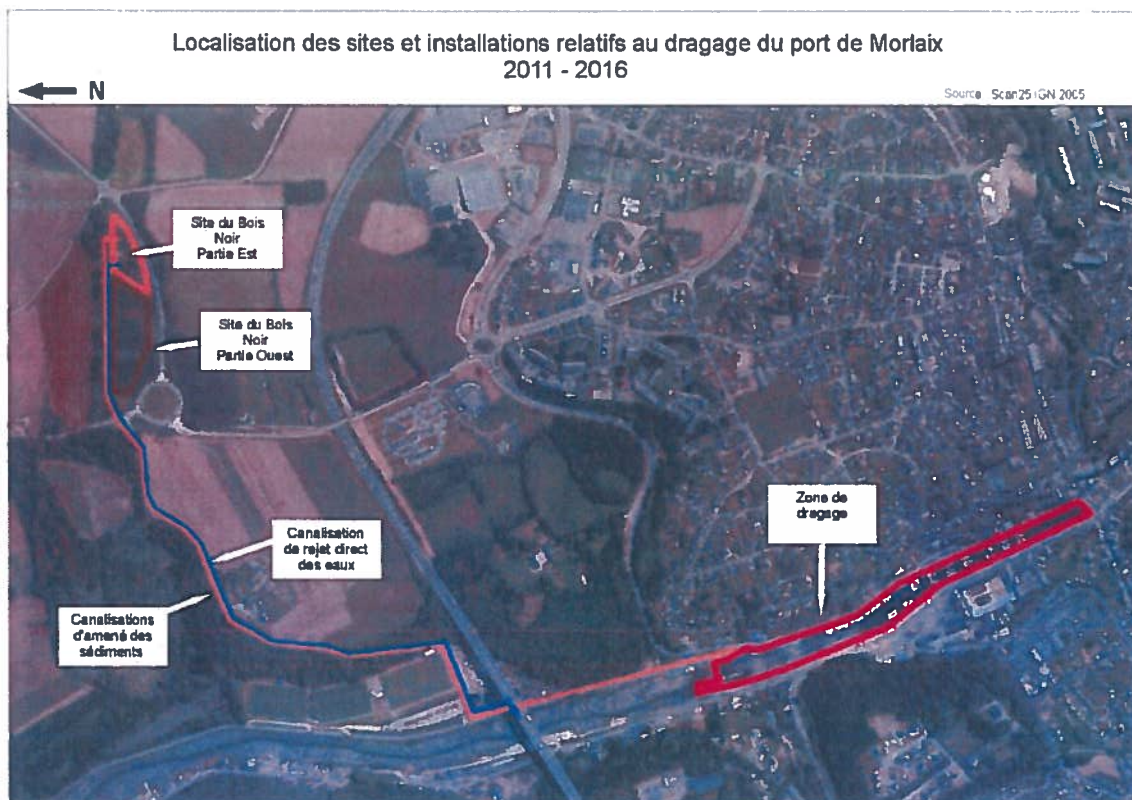 Localisation des sites et installations relatifs au dragage du port de Morlaix
2011 - 2016
N
Source Scan25 IGN 2005
Site du Bois
Noir
Partie Est
Site du Bois
Noir
Partie Ouest
Zone de
dragage
Canalisation
de rejet direct
des eaux
Canalisations
d'amené des
sédiments